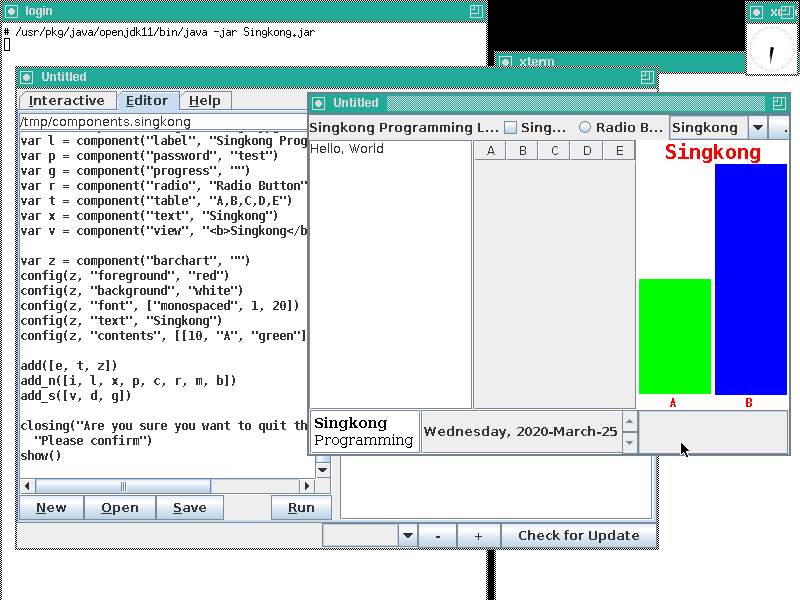 login
# /usr/pkg/java/openjdk11/bin/java -jar Singkong.jar
xterm
Untitled
Interactive Editor Help
/tmp/components.singkong
var l = component("label", "Singkong Prog
var p = component("password", "test")
var g = component("progress", "")
var r = component("radio", "Radio Button"
var t = component("table", "A,B,C,D,E")
var x = component("text", "Singkong")
var v = component("view", "<b>Singkong</b
var z = component("barchart", "")
config(z, "foreground", "red")
config(z, "background", "white")
config(z, "font", ["monospaced", 1, 20])
config(z, "text", "Singkong")
config(z, "contents", [[10, "A", "green"]
add([e, t, z])
add_n([i, l, x, p, c, r, m, b])
add_s([v, d, g])
closing("Are you sure you want to quit th
"Please confirm")
show()
New Open Save Run
- + Check for Update
Untitled
Singkong Programming L... Sing... Radio B... Singkong .
Hello, World
A B C D E
Singkong
A B
Singkong
Programming
Wednesday, 2020-March-25